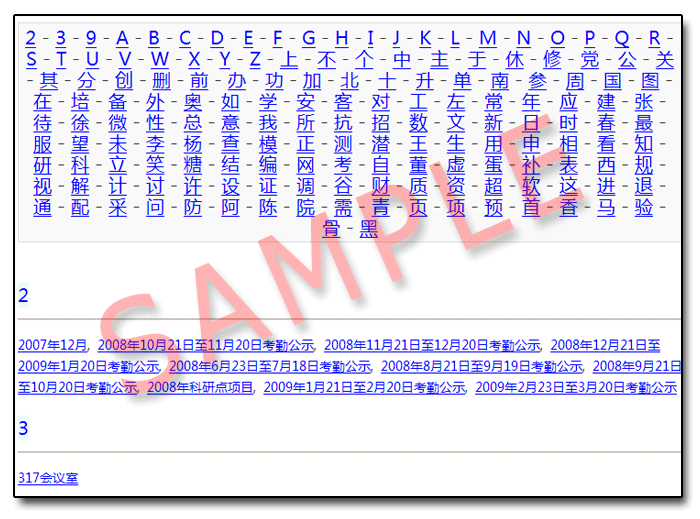 2 - 3 - 9 - A - B - C - D - E - F - G - H - I - J - K - L - M - N - O - P - Q - R -
S - T - U - V - W - X - Y - Z - 上 - 不 - 个 - 中 - 主 - 于 - 休 - 修 - 党 - 公 - 关
- 其 - 分 - 创 - 删 - 前 - 办 - 功 - 加 - 北 - 十 - 升 - 单 - 南 - 参 - 周 - 国 - 图 -
在 - 培 - 备 - 外 - 奥 - 如 - 学 - 安 - 客 - 对 - 工 - 左 - 常 - 年 - 应 - 建 - 张 -
待 - 徐 - 微 - 性 - 总 - 意 - 我 - 所 - 抗 - 招 - 数 - 文 - 新 - 日 - 时 - 春 - 最 -
服 - 望 - 未 - 李 - 杨 - 查 - 模 - 正 - 测 - 潜 - 王 - 生 - 用 - 申 - 相 - 看 - 知 -
研 - 科 - 立 - 笑 - 糖 - 结 - 编 - 网 - 考 - 自 - 董 - 虚 - 蛋 - 补 - 表 - 西 - 规 -
视 - 解 - 计 - 讨 - 许 - 设 - 证 - 调 - 谷 - 财 - 质 - 资 - 超 - 软 - 这 - 进 - 退 -
通 - 配 - 采 - 问 - 防 - 阿 - 陈 - 院 - 需 - 青 - 页 - 项 - 预 - 首 - 香 - 马 - 验 -
骨 - 黑
SAMPLE
2
2007年12月, 2008年10月21日至11月20日考勤公示, 2008年11月21日至12月20日考勤公示, 2008年12月21日至
2009年1月20日考勤公示, 2008年6月23日至7月18日考勤公示, 2008年8月21日至9月19日考勤公示, 2008年9月21日
至10月20日考勤公示, 2008年科研点项目, 2009年1月21日至2月20日考勤公示, 2009年2月23日至3月20日考勤公示
3
317会议室